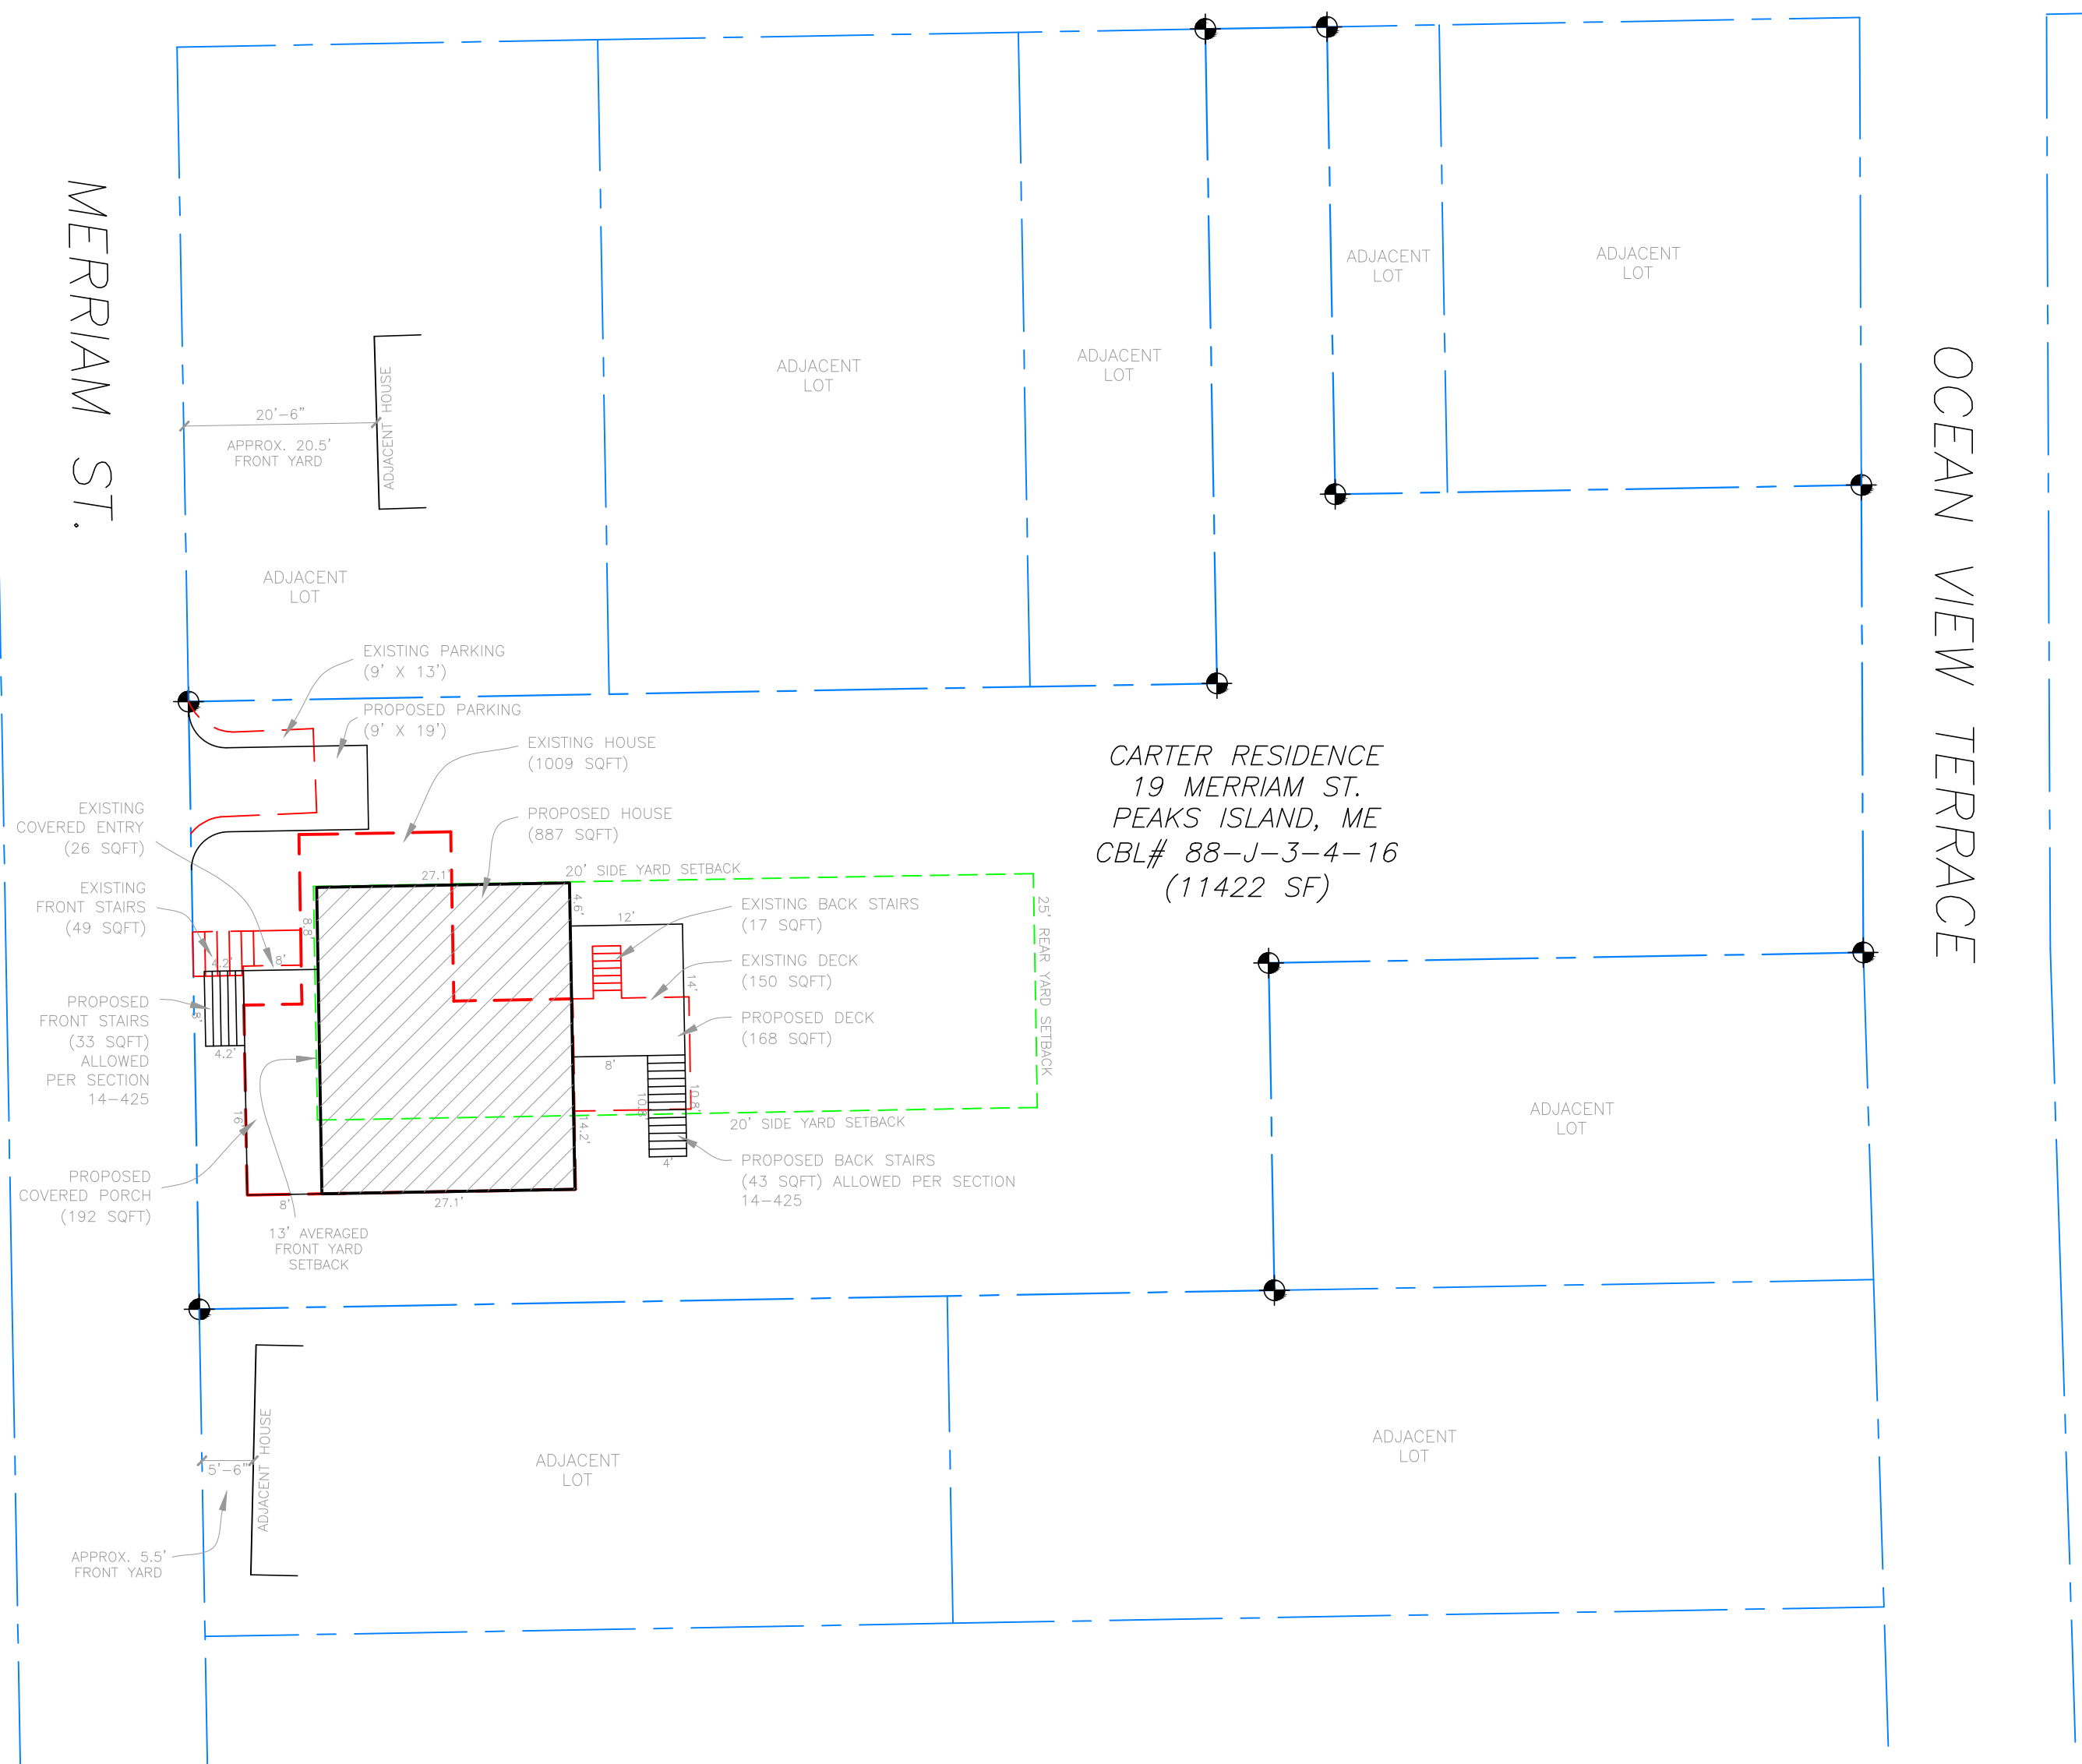 MERRIAM ST.
OCEAN VIEW TERRACE
ADJACENT
LOT
ADJACENT
LOT
ADJACENT
LOT
ADJACENT
LOT
ADJACENT HOUSE
20'-6"
APPROX. 20.5'
FRONT YARD
ADJACENT
LOT
EXISTING PARKING
(9' X 13')
PROPOSED PARKING
(9' X 19')
EXISTING HOUSE
(1009 SQFT)
PROPOSED HOUSE
(887 SQFT)
CARTER RESIDENCE
19 MERRIAM ST.
PEAKS ISLAND, ME
CBL# 88-J-3-4-16
(11422 SF)
EXISTING
COVERED ENTRY
(26 SQFT)
EXISTING
FRONT STAIRS
(49 SQFT)
PROPOSED
FRONT STAIRS
(33 SQFT)
ALLOWED
PER SECTION
14-425
PROPOSED
COVERED PORCH
(192 SQFT)
27.1'
20' SIDE YARD SETBACK
4.6'
8.8'
12'
25' REAR YARD SETBACK
EXISTING BACK STAIRS
(17 SQFT)
EXISTING DECK
(150 SQFT)
PROPOSED DECK
(168 SQFT)
4.2'
8'
8'
4.2'
14'
8'
10.8'
10.8'
16'
14.2'
20' SIDE YARD SETBACK
4'
PROPOSED BACK STAIRS
(43 SQFT) ALLOWED PER SECTION
14-425
8'
27.1'
13' AVERAGED
FRONT YARD
SETBACK
ADJACENT
LOT
ADJACENT HOUSE
5'-6"
ADJACENT
LOT
ADJACENT
LOT
APPROX. 5.5'
FRONT YARD